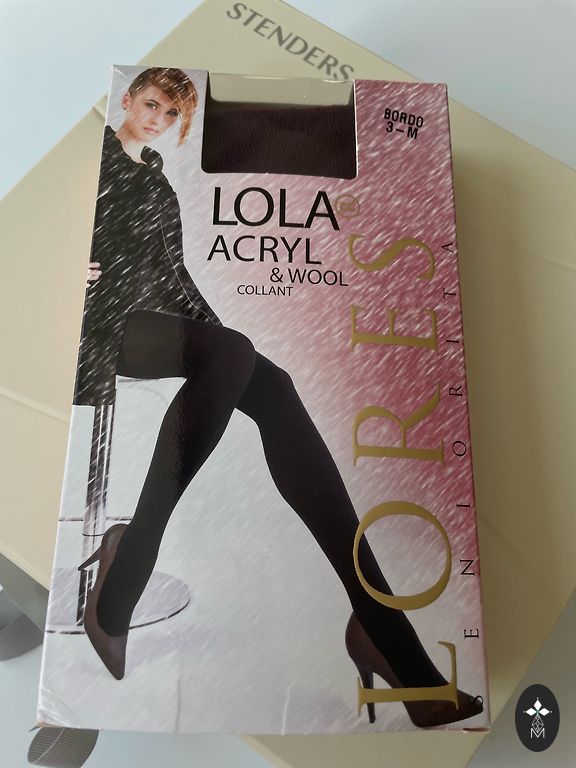 STENDERS
BORDO
3-M
LOLA
ACRYL
& WOOL
COLLANT
LORES
SENIORITA
M